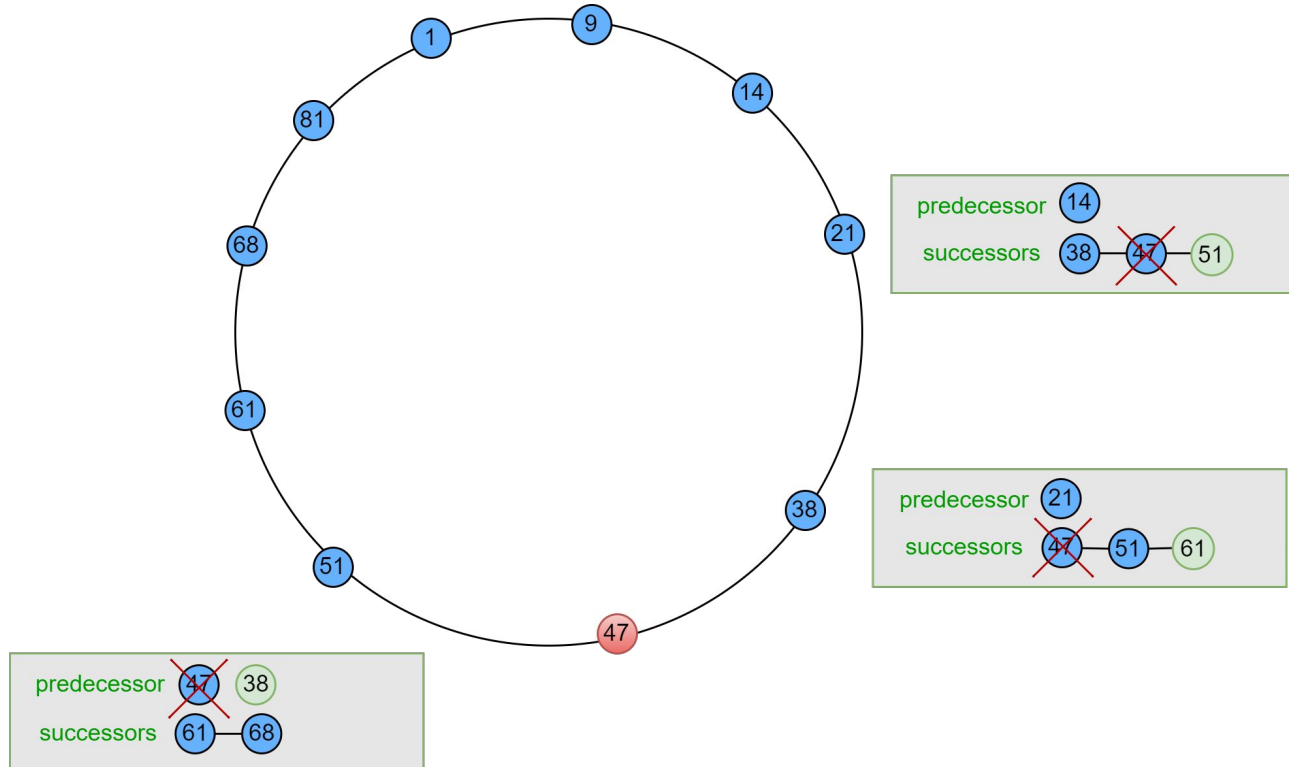 9
1
14
81
predecessor 14
21
68
successors 38 47 51
61
predecessor 21
38
successors 47 51 61
51
47
predecessor 47 38
successors 61 68